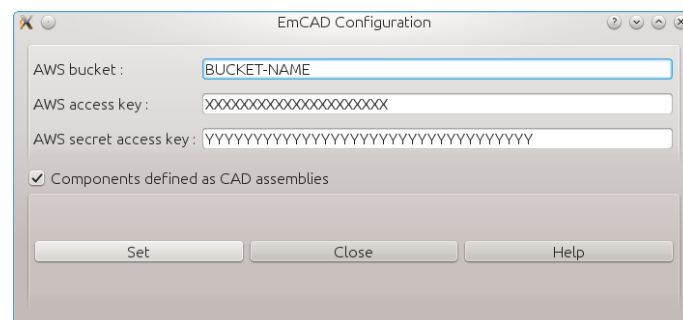 EmCAD Configuration
AWS bucket : BUCKET-NAME
AWS access key : XXXXXXXXXXXXXXXXXXXXX
AWS secret access key : YYYYYYYYYYYYYYYYYYYYYYYYYYYYYYYYYYY
Components defined as CAD assemblies
Set Close Help